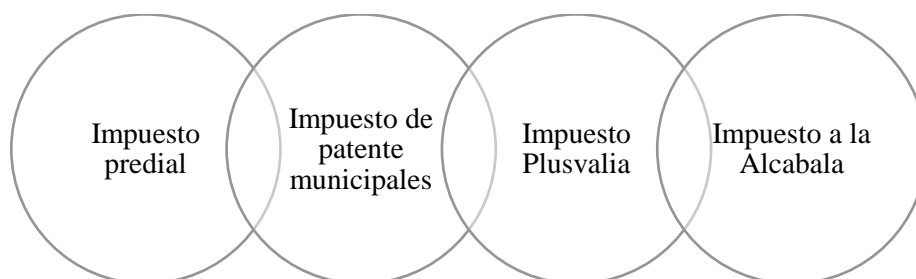 Impuesto
predial
Impuesto de
patente
municipales
Impuesto
Plusvalia
Impuesto a la
Alcabala